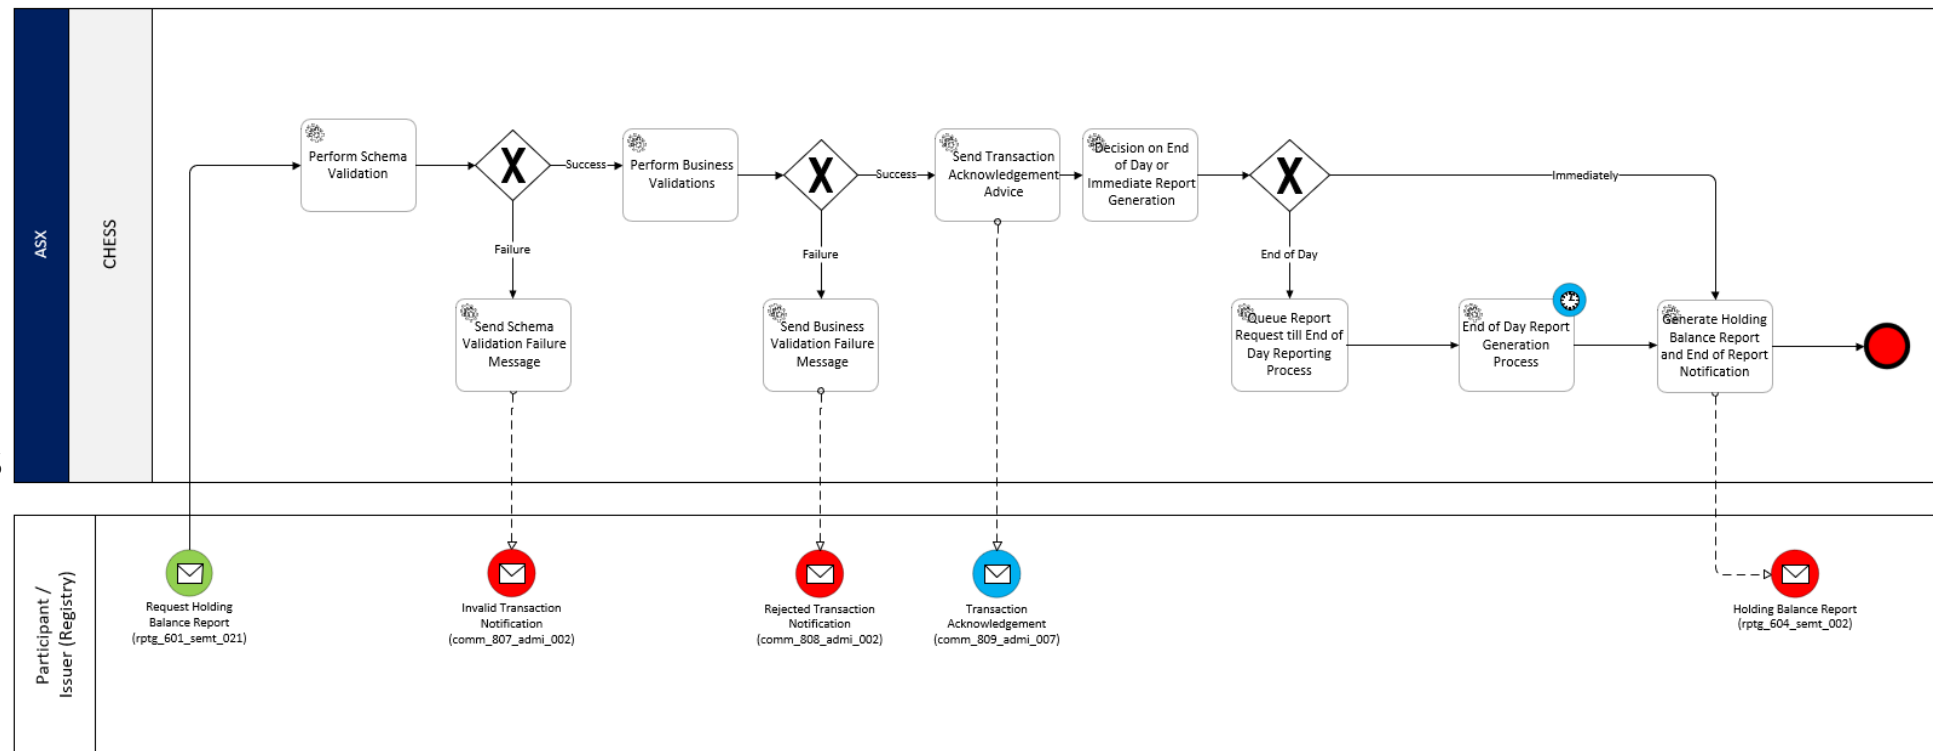 ASX
CHESS
Perform Schema
Validation
Success
Failure
Send Schema
Validation Failure
Message
Perform Business
Validations
Success
Failure
Send Business
Validation Failure
Message
Send Transaction
Acknowledgement
Advice
Decision on End
of Day or
Immediate Report
Generation
Immediately
End of Day
Queue Report
Request till End of
Day Reporting
Process
End of Day Report
Generation
Process
Generate Holding
Balance Report
and End of Report
Notification
Participant /
Issuer (Registry)
Request Holding
Balance Report
(rptg_601_semt_021)
Invalid Transaction
Notification
(comm_807_admi_002)
Rejected Transaction
Notification
(comm_808_admi_002)
Transaction
Acknowledgement
(comm_809_admi_007)
Holding Balance Report
(rptg_604_semt_002)